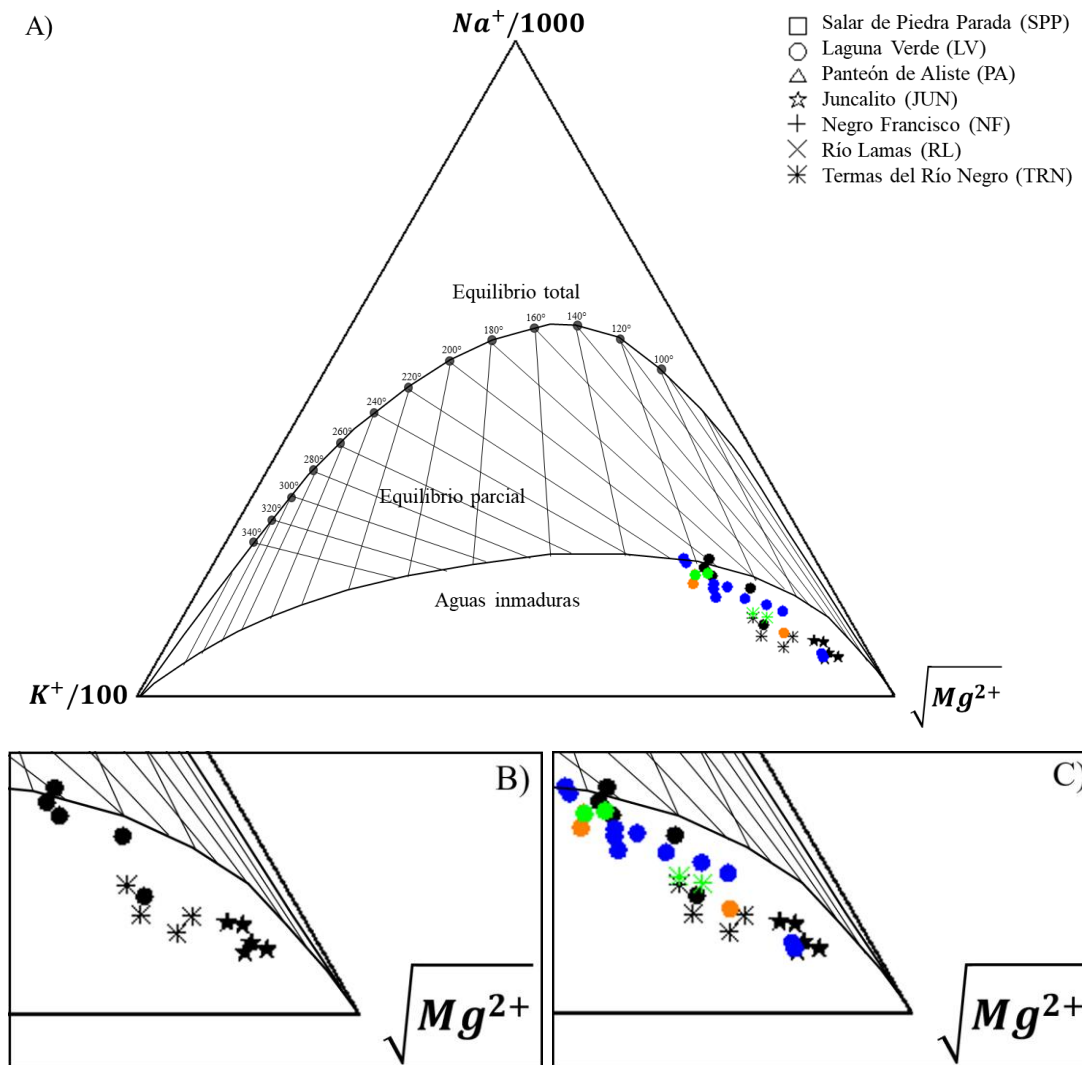 A)
Na⁺/1000
Salar de Piedra Parada (SPP)
Laguna Verde (LV)
Panteón de Aliste (PA)
Juncalito (JUN)
Negro Francisco (NF)
Río Lamas (RL)
Termas del Río Negro (TRN)
Equilibrio total
160°
140°
180°
120°
200°
100°
220°
240°
260°
280°
Equilibrio parcial
300°
320°
340°
Aguas inmaduras
K⁺/100
√Mg²⁺
B)
√Mg²⁺
C)
√Mg²⁺